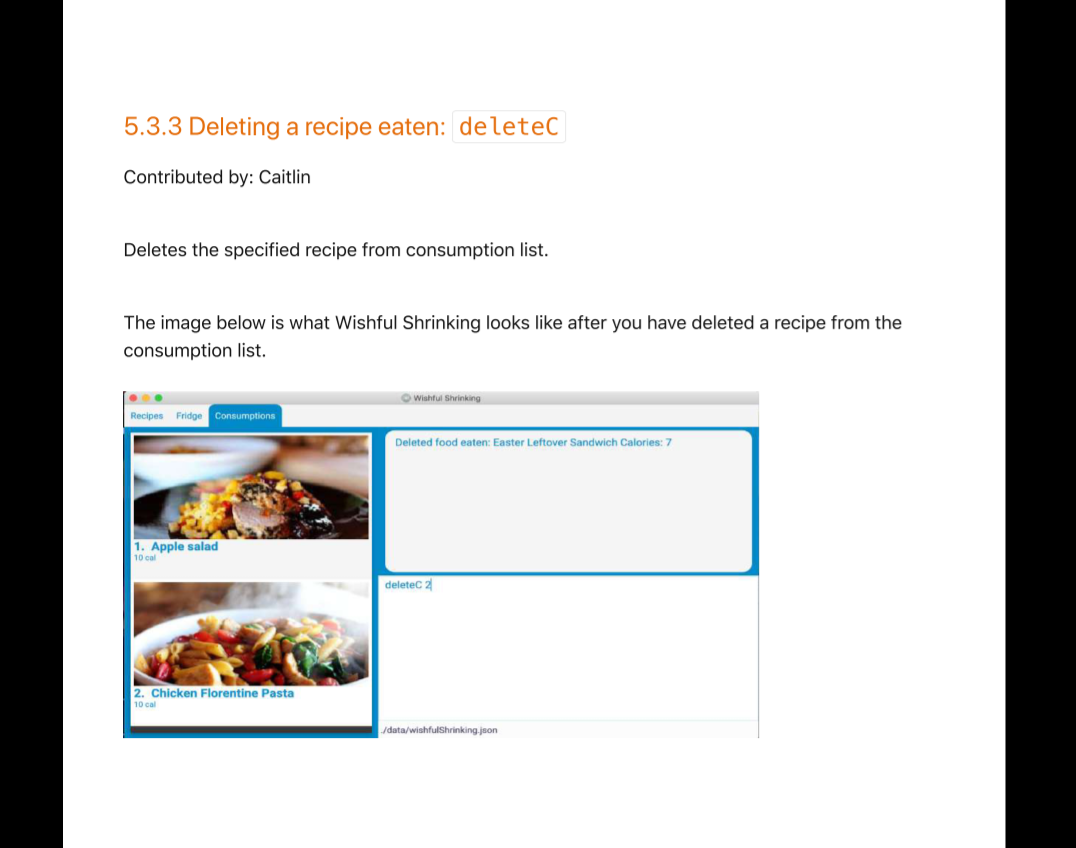 5.3.3 Deleting a recipe eaten: deleteC
Contributed by: Caitlin
Deletes the specified recipe from consumption list.
The image below is what Wishful Shrinking looks like after you have deleted a recipe from the
consumption list.
Wishful Shrinking
Recipes Fridge Consumptions
Deleted food eaten: Easter Leftover Sandwich Calories: 7
1. Apple salad
10 cal
deleteC 2
2. Chicken Florentine Pasta
10 cal
./data/wishfulShrinking.json